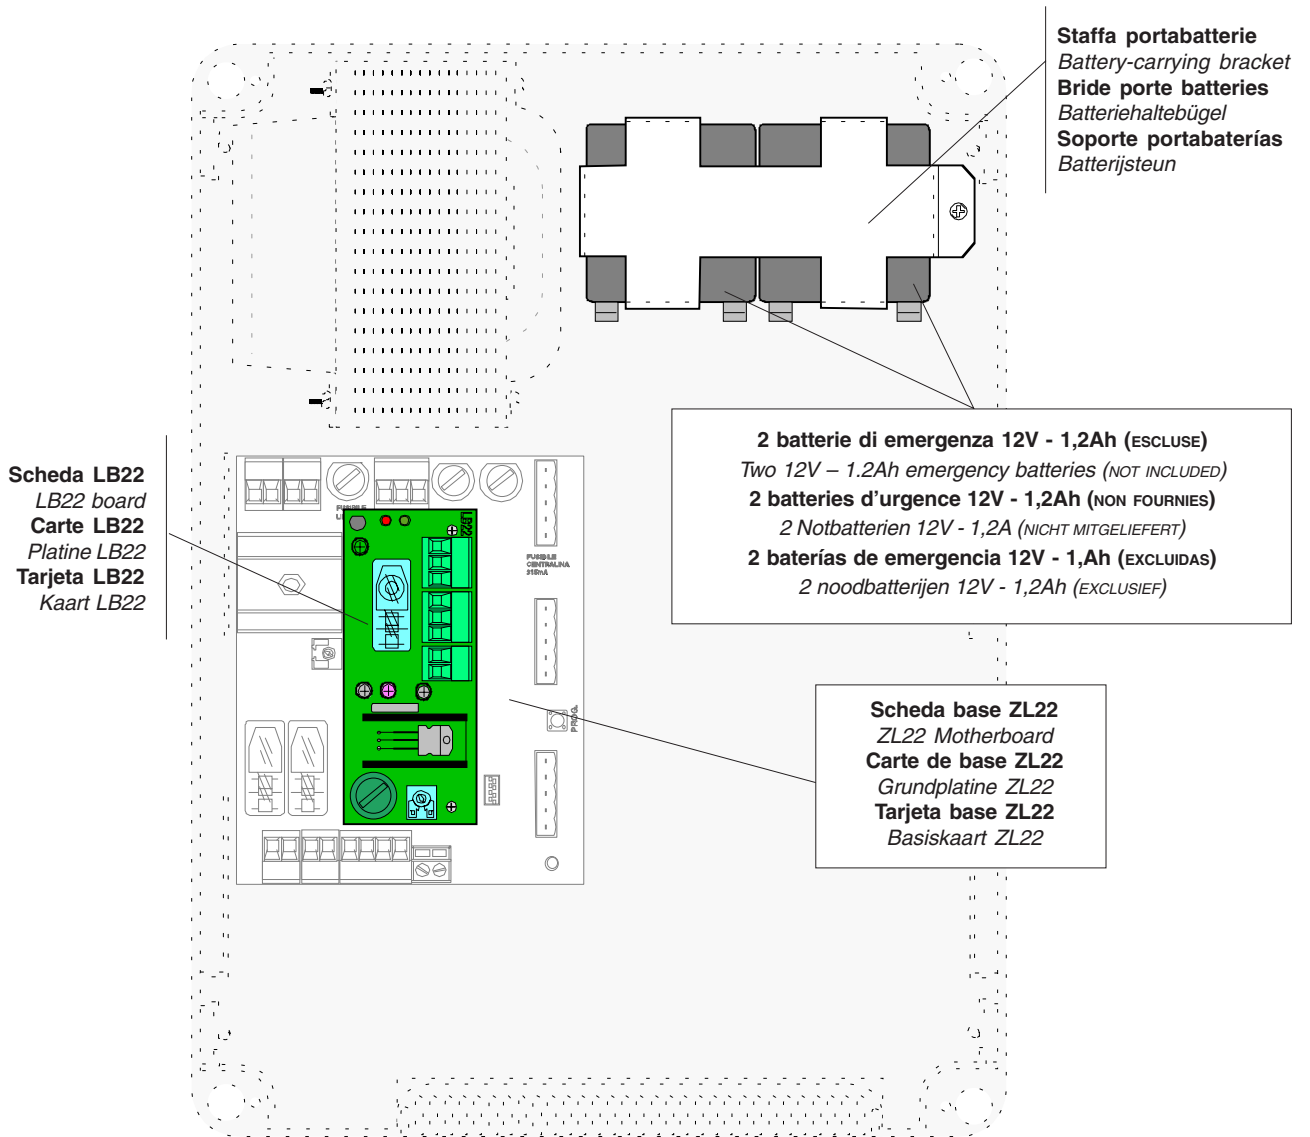 Staffa portabatterie
Battery-carrying bracket
Bride porte batteries
Batteriehaltebügel
Soporte portabaterías
Batterijsteun
2 batterie di emergenza 12V - 1,2Ah (ESCLUSE)
Two 12V – 1.2Ah emergency batteries (NOT INCLUDED)
2 batteries d'urgence 12V - 1,2Ah (NON FOURNIES)
2 Notbatterien 12V - 1,2A (NICHT MITGELIEFERT)
2 baterías de emergencia 12V - 1,Ah (EXCLUIDAS)
2 noodbatterijen 12V - 1,2Ah (EXCLUSIEF)
Scheda LB22
LB22 board
Carte LB22
Platine LB22
Tarjeta LB22
Kaart LB22
LB22
FUSIBILE
CENTRALINA
315mA
PROG.
Scheda base ZL22
ZL22 Motherboard
Carte de base ZL22
Grundplatine ZL22
Tarjeta base ZL22
Basiskaart ZL22